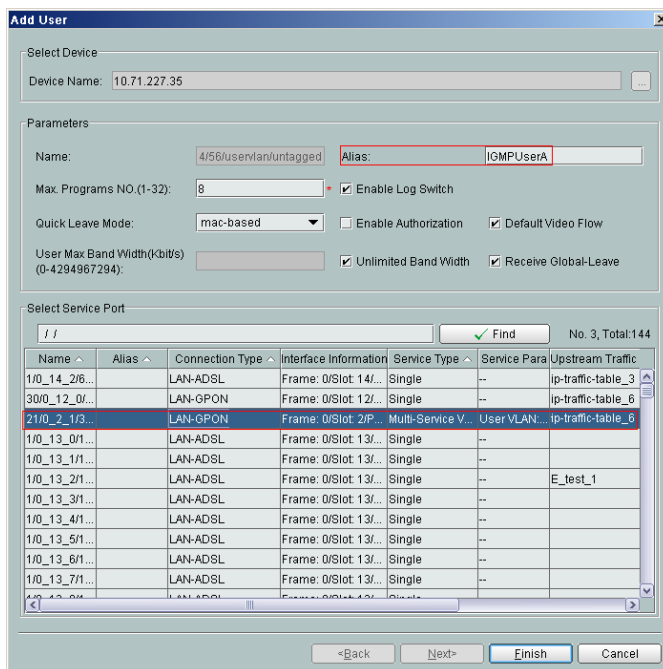 Add User
Select Device
Device Name: 10.71.227.35 ...
Parameters
Name: 4/56/uservlan/untagged Alias: IGMPUserA
Max. Programs NO.(1-32): 8 * Enable Log Switch
Quick Leave Mode: mac-based Enable Authorization Default Video Flow
User Max Band Width(Kbit/s)
(0-4294967294): Unlimited Band Width Receive Global-Leave
Select Service Port
/ / Find No. 3, Total:144
Name Alias Connection Type Interface Information Service Type Service Para Upstream Traffic
1/0_14_2/6... LAN-ADSL Frame: 0/Slot: 14/... Single -- ip-traffic-table_3
30/0_12_0/... LAN-GPON Frame: 0/Slot: 12/... Single -- ip-traffic-table_6
21/0_2_1/3... LAN-GPON Frame: 0/Slot: 2/P... Multi-Service V... User VLAN:... ip-traffic-table_6
1/0_13_0/1... LAN-ADSL Frame: 0/Slot: 13/... Single --
1/0_13_1/1... LAN-ADSL Frame: 0/Slot: 13/... Single --
1/0_13_2/1... LAN-ADSL Frame: 0/Slot: 13/... Single -- E_test_1
1/0_13_3/1... LAN-ADSL Frame: 0/Slot: 13/... Single --
1/0_13_4/1... LAN-ADSL Frame: 0/Slot: 13/... Single --
1/0_13_5/1... LAN-ADSL Frame: 0/Slot: 13/... Single --
1/0_13_6/1... LAN-ADSL Frame: 0/Slot: 13/... Single --
1/0_13_7/1... LAN-ADSL Frame: 0/Slot: 13/... Single --
<Back Next> Finish Cancel